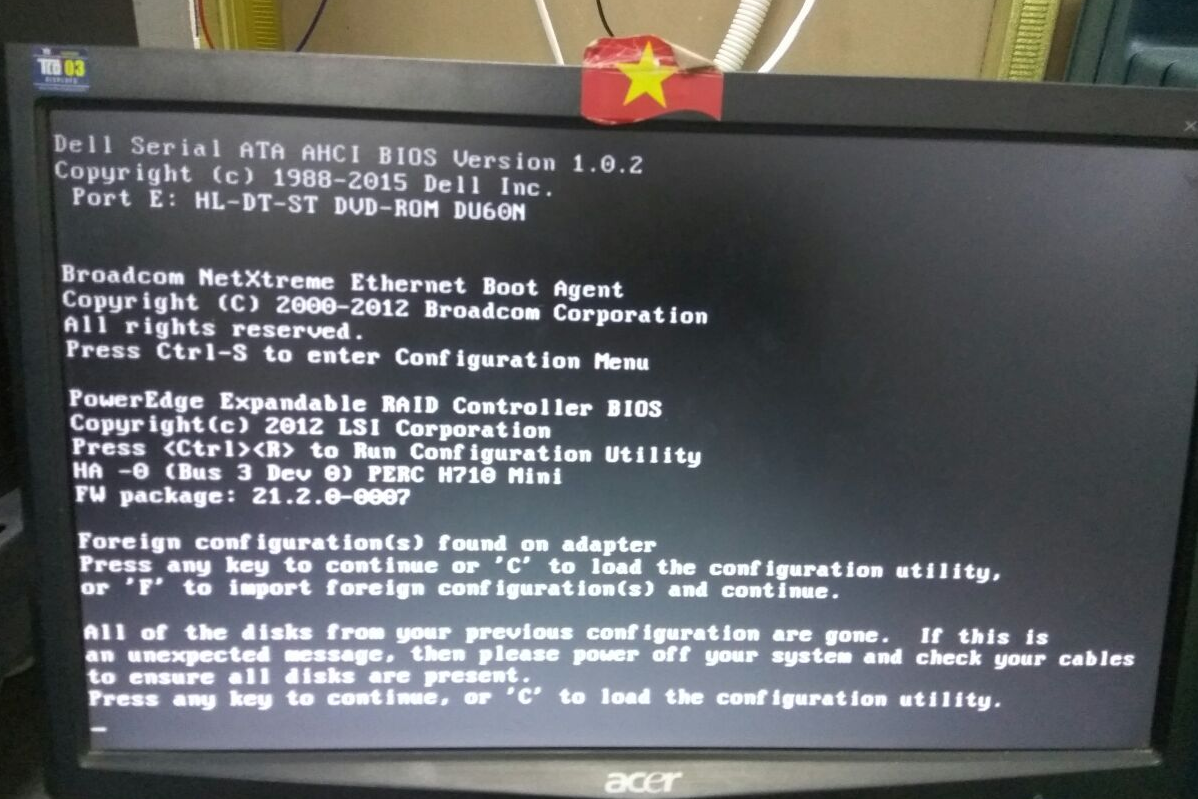 TCD 03
Dell Serial ATA AHCI BIOS Version 1.0.2
Copyright (c) 1988-2015 Dell Inc.
Port E: HL-DT-ST DVD-ROM DU60N
Broadcom NetXtreme Ethernet Boot Agent
Copyright (C) 2000-2012 Broadcom Corporation
All rights reserved.
Press Ctrl-S to enter Configuration Menu
PowerEdge Expandable RAID Controller BIOS
Copyright(c) 2012 LSI Corporation
Press <Ctrl><R> to Run Configuration Utility
HA -0 (Bus 3 Dev 0) PERC H710 Mini
FW package: 21.2.0-0007
Foreign configuration(s) found on adapter
Press any key to continue or 'C' to load the configuration utility,
or 'F' to import foreign configuration(s) and continue.
All of the disks from your previous configuration are gone.  If this is
an unexpected message, then please power off your system and check your cables
to ensure all disks are present.
Press any key to continue, or 'C' to load the configuration utility.
_
acer